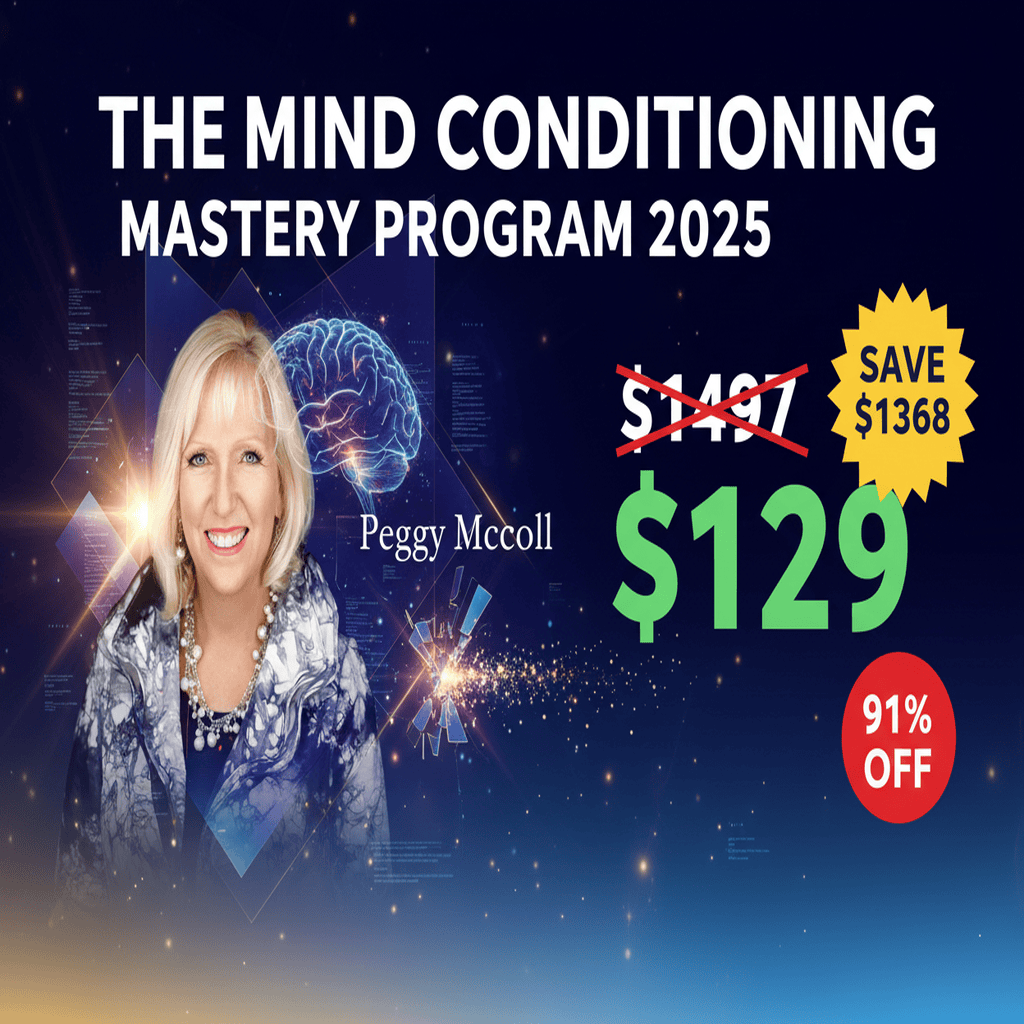 THE MIND CONDITIONING
MASTERY PROGRAM 2025
SAVE
$1368
$1497
Peggy Mccoll
$129
91%
OFF